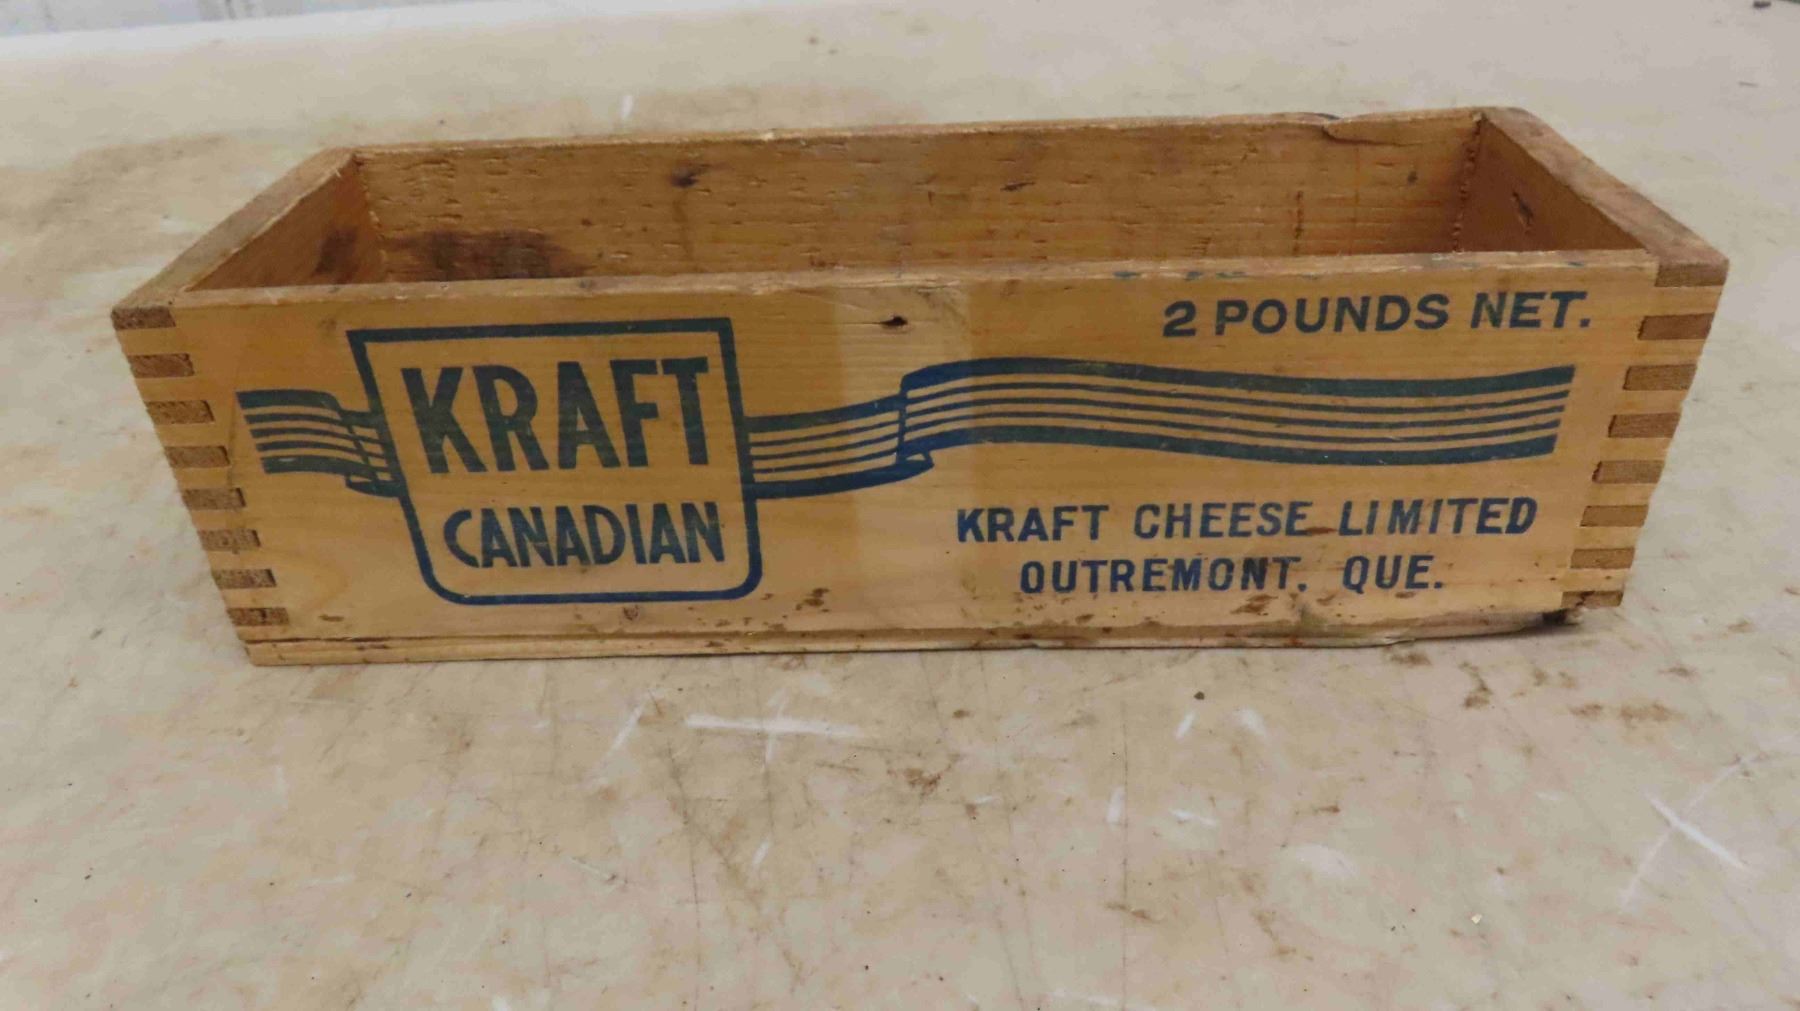 2 POUNDS NET.
KRAFT
CANADIAN
KRAFT CHEESE LIMITED
OUTREMONT. QUE.